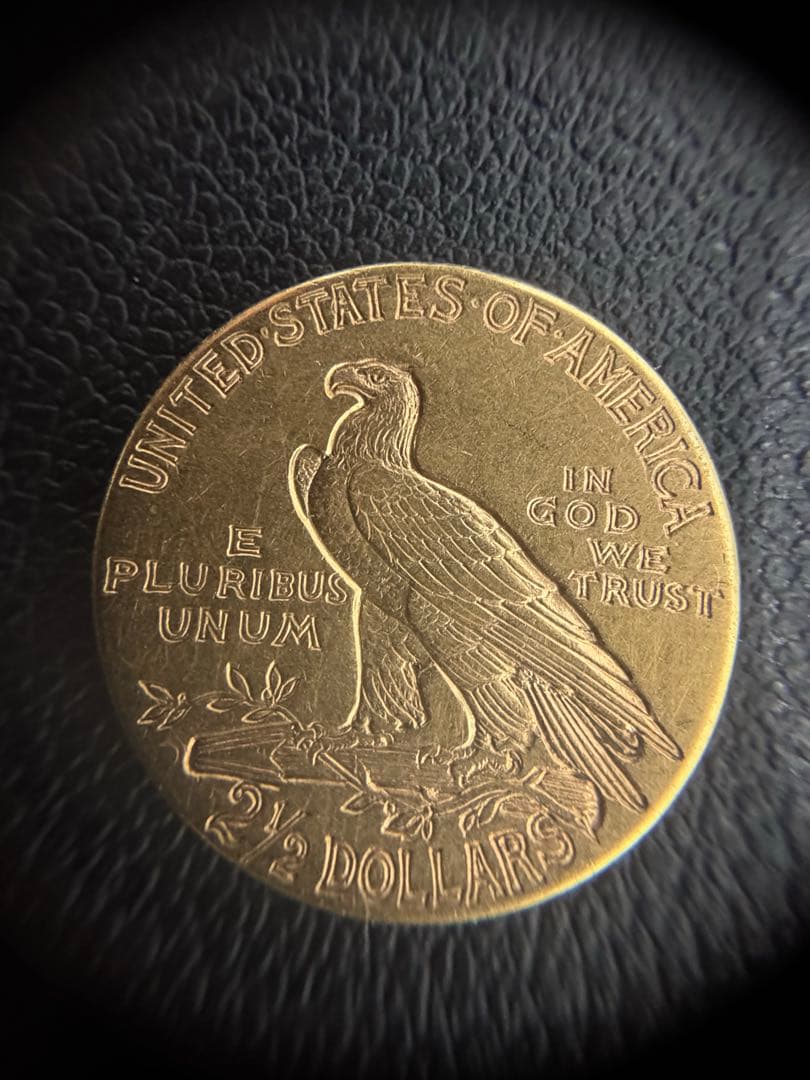 UNITED·STATES·OF·AMERICA
E
PLURIBUS
UNUM
IN
GOD
WE
TRUST
2½ DOLLARS